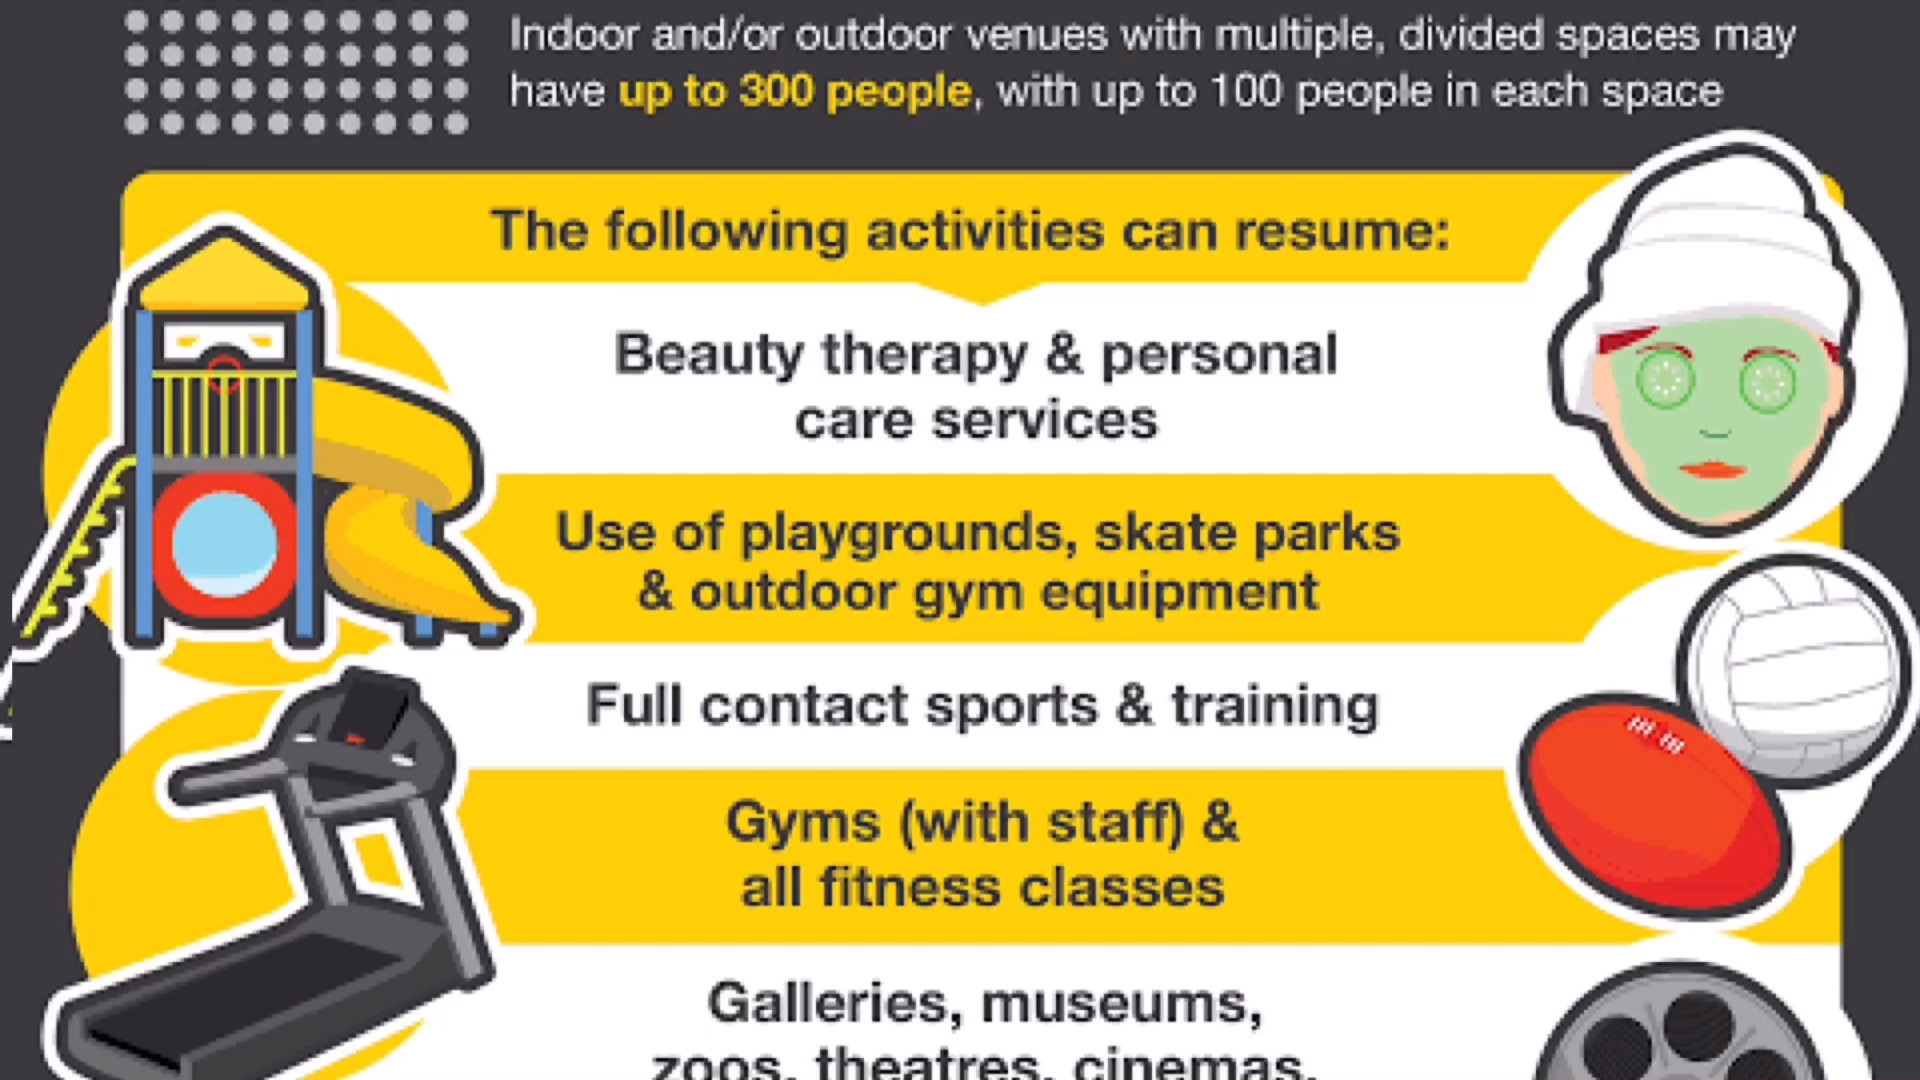 Indoor and/or outdoor venues with multiple, divided spaces may
have up to 300 people, with up to 100 people in each space
The following activities can resume:
Beauty therapy & personal
care services
Use of playgrounds, skate parks
& outdoor gym equipment
Full contact sports & training
Gyms (with staff) &
all fitness classes
Galleries, museums,
zoos, theatres, cinemas,